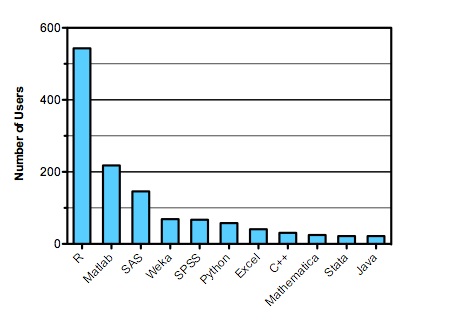 600
400
200
0
Number of Users
R
Matlab
SAS
Weka
SPSS
Python
Excel
C++
Mathematica
Stata
Java